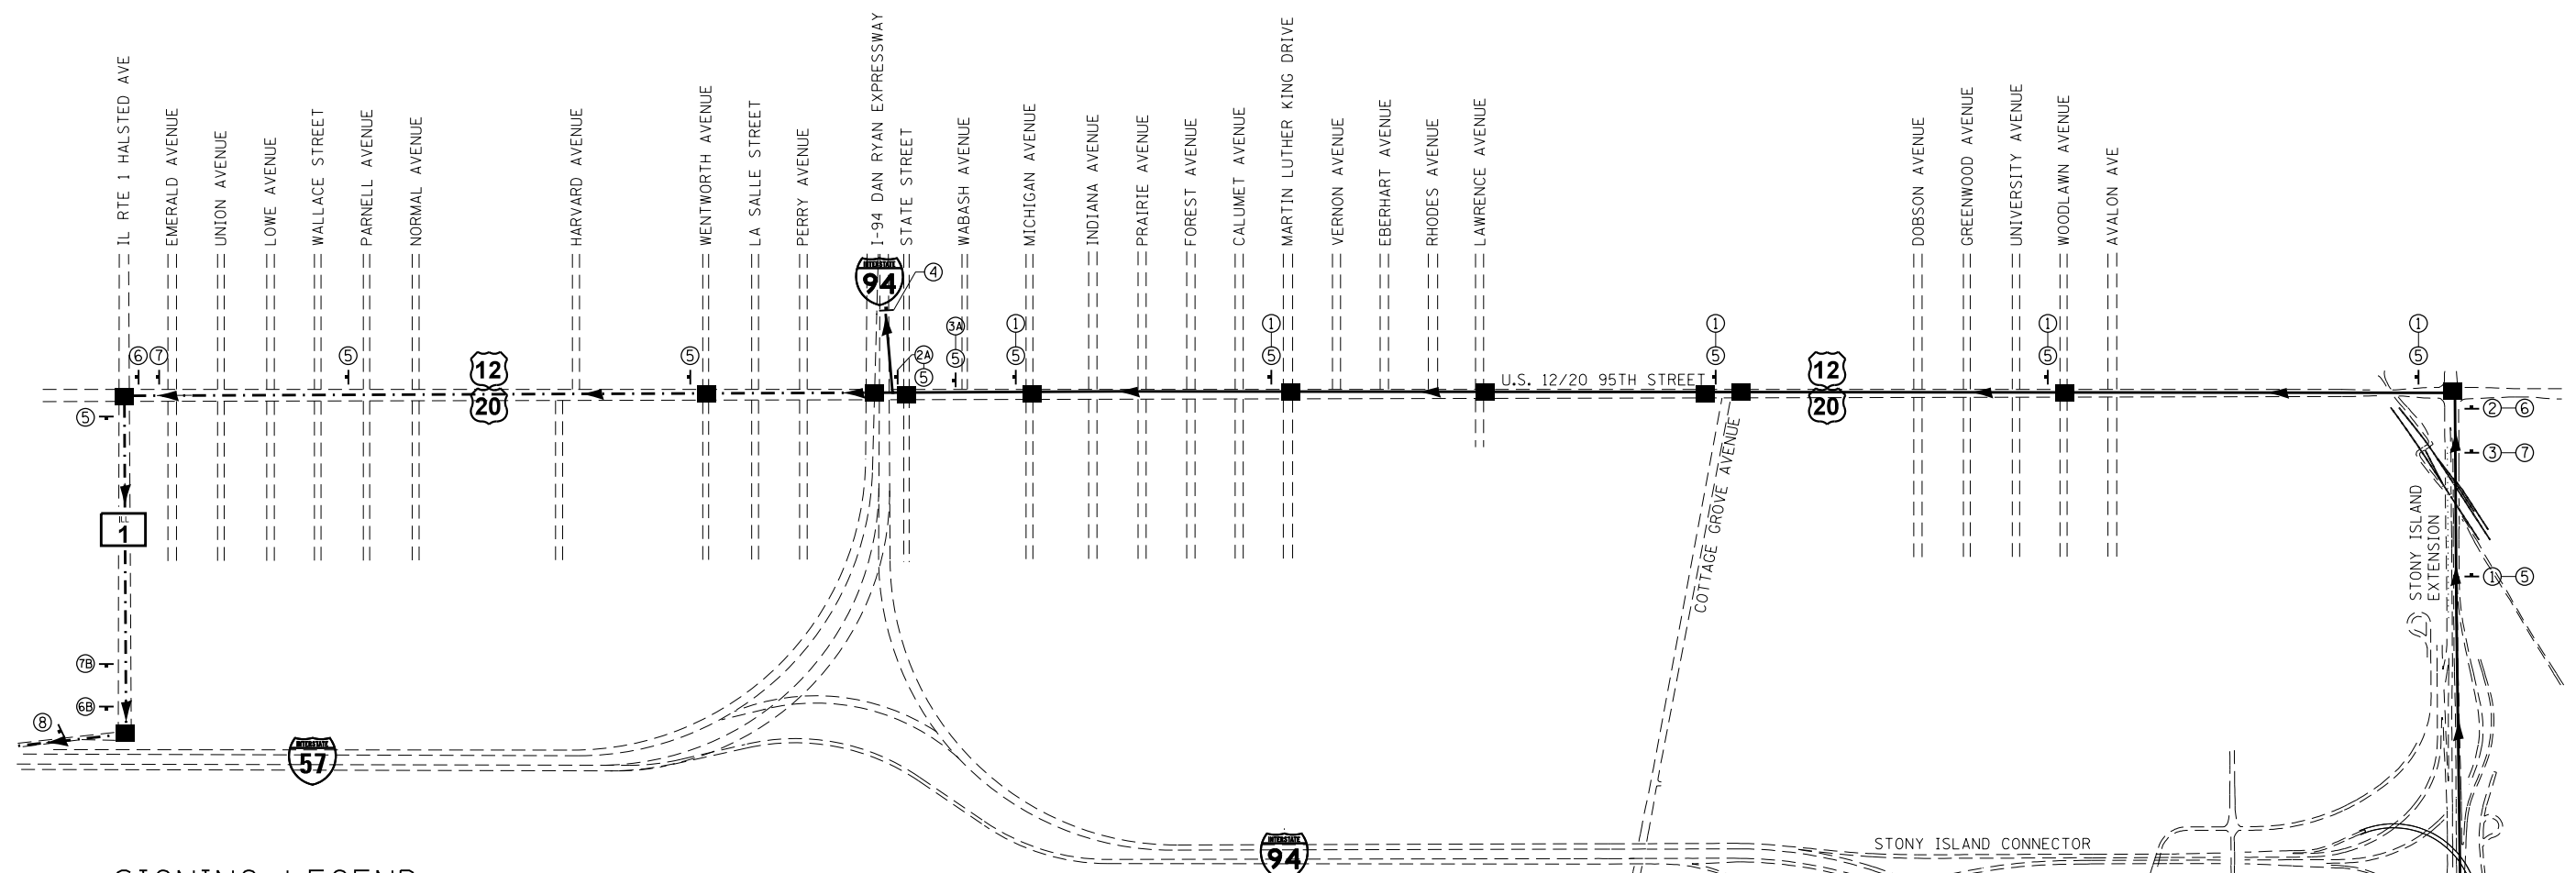 IL RTE 1 HALSTED AVE
EMERALD AVENUE
UNION AVENUE
LOWE AVENUE
WALLACE STREET
PARNELL AVENUE
NORMAL AVENUE
HARVARD AVENUE
WENTWORTH AVENUE
LA SALLE STREET
PERRY AVENUE
I-94 DAN RYAN EXPRESSWAY
STATE STREET
WABASH AVENUE
MICHIGAN AVENUE
INDIANA AVENUE
PRAIRIE AVENUE
FOREST AVENUE
CALUMET AVENUE
MARTIN LUTHER KING DRIVE
VERNON AVENUE
EBERHART AVENUE
RHODES AVENUE
LAWRENCE AVENUE
DOBSON AVENUE
GREENWOOD AVENUE
UNIVERSITY AVENUE
WOODLAWN AVENUE
AVALON AVE
INTERSTATE
94
4
3A
1
1
1
1
1
6
7
5
12
20
5
2A
5
5
5
5
U.S. 12/20 95TH STREET
5
12
20
5
5
5
2
6
3
7
COTTAGE GROVE AVENUE
STONY ISLAND
EXTENSION
ILL
1
1
5
7B
6B
8
INTERSTATE
57
INTERSTATE
94
STONY ISLAND CONNECTOR
SIGNING LEGEND